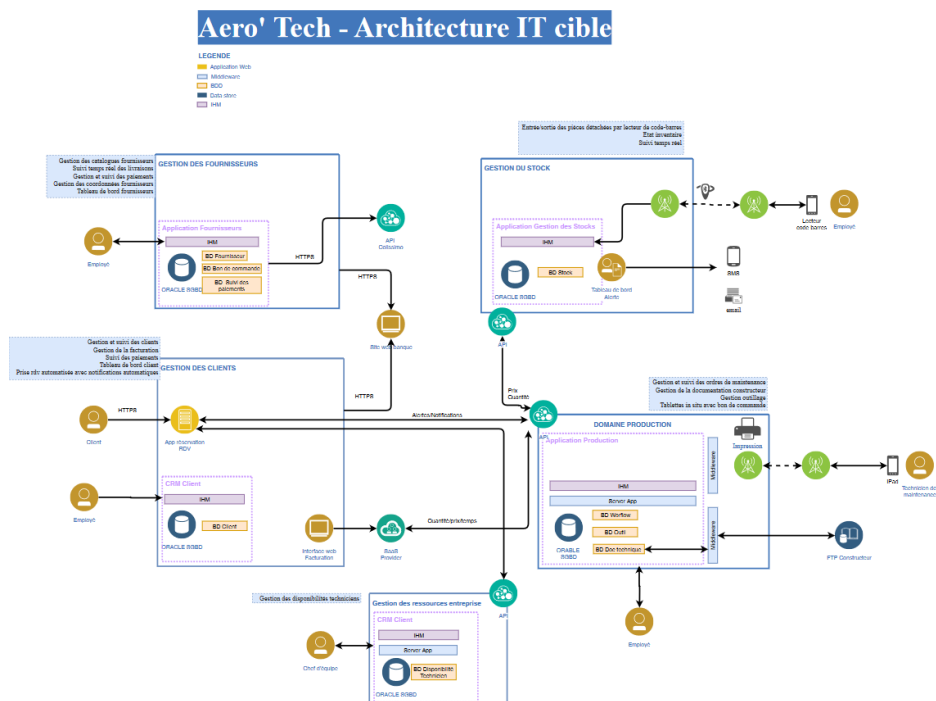 Aero' Tech - Architecture IT cible
LEGENDE
Application Web
Middleware
BDD
Data store
IHM
Entrée/sortie des pièces détachées par lecteur de code-barres
Etat inventaire
Suivi temps réel
Gestion des catalogues fournisseurs
Suivi temps réel des livraisons
Gestion et suivi des paiements
Gestion des coordonnées fournisseurs
Tableau de bord fournisseurs
GESTION DES FOURNISSEURS
Application Fournisseurs
IHM
BD Fournisseur
BD Bon de commande
BD Suivi des
paiements
ORACLE SGBD
Employé
HTTPS
API
Colissimo
HTTPS
Site web banque
GESTION DU STOCK
Application Gestion des Stocks
IHM
BD Stock
ORACLE SGBD
Tableau de bord
Alerte
Lecteur
code barres
Employé
SMS
email
API
Gestion et suivi des clients
Gestion de la facturation
Suivi des paiements
Tableau de bord client
Prise rdv automatisée avec notifications automatiques
GESTION DES CLIENTS
HTTPS
Client
App réservation
RDV
HTTPS
Alertes/Notifications
CRM Client
IHM
BD Client
ORACLE SGBD
Employé
Interface web
Facturation
SaaS
Provider
Quantité/prix/temps
Prix
Quantité
API
Gestion et suivi des ordres de maintenance
Gestion de la documentation constructeur
Gestion outillage
Tablettes in situ avec bon de commande
DOMAINE PRODUCTION
Application Production
Impression
Middleware
IHM
Server App
BD Worflow
BD Outil
BD Doc technique
ORABLE
SGBD
Middleware
iPad
Technicien de
maintenance
FTP Constructeur
Employé
Gestion des disponibilités techniciens
Gestion des ressources entreprise
API
CRM Client
IHM
Server App
BD Disponibilité
Technicien
ORACLE SGBD
Chef d'équipe